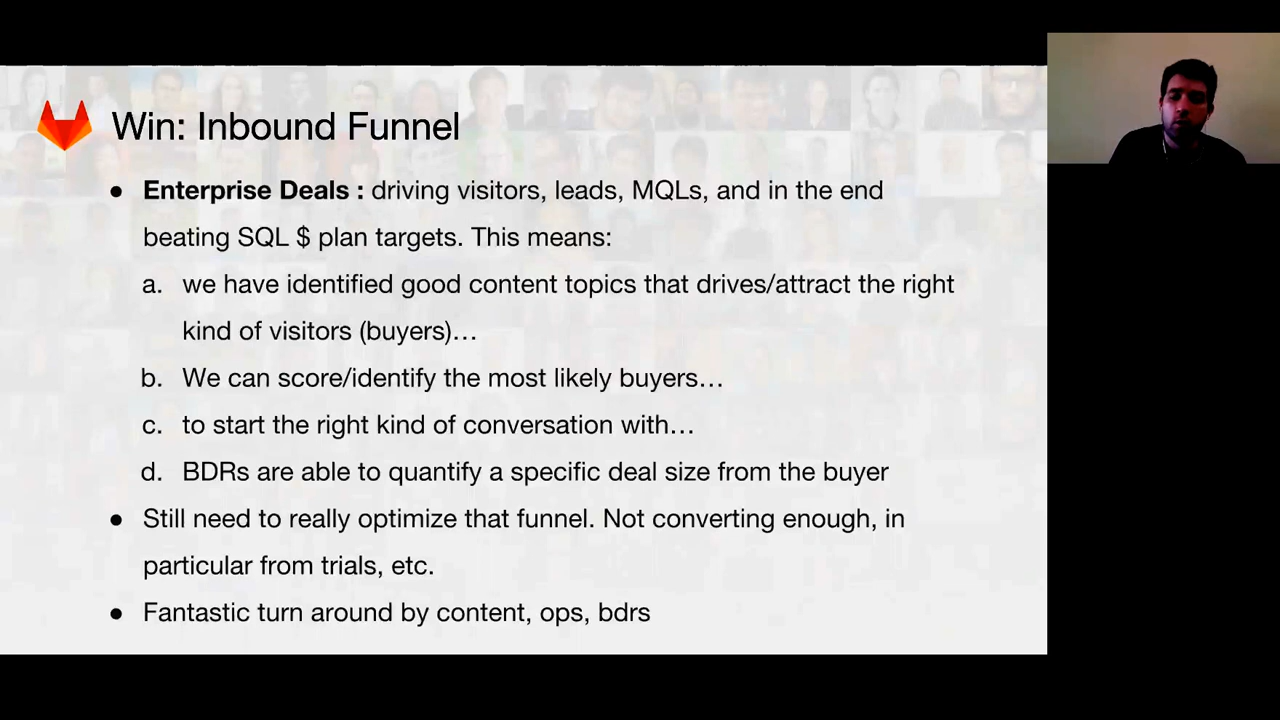 Win: Inbound Funnel
● Enterprise Deals : driving visitors, leads, MQLs, and in the end
beating SQL $ plan targets. This means:
a. we have identified good content topics that drives/attract the right
kind of visitors (buyers)…
b. We can score/identify the most likely buyers…
c. to start the right kind of conversation with…
d. BDRs are able to quantify a specific deal size from the buyer
● Still need to really optimize that funnel. Not converting enough, in
particular from trials, etc.
● Fantastic turn around by content, ops, bdrs